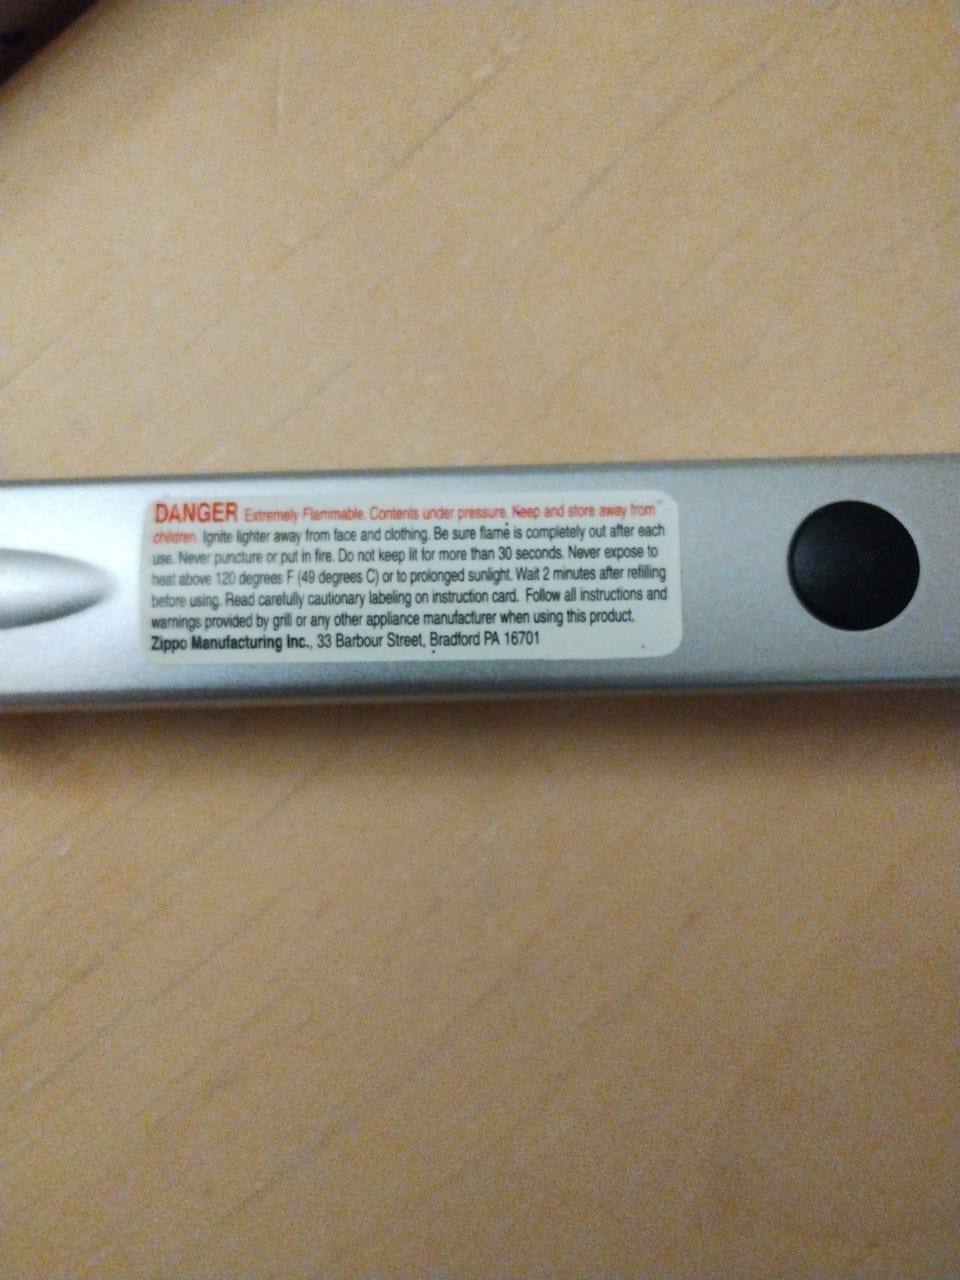 DANGER Extremely Flammable. Contents under pressure. Keep and store away from
children. Ignite lighter away from face and clothing. Be sure flame is completely out after each
use. Never puncture or put in fire. Do not keep lit for more than 30 seconds. Never expose to
heat above 120 degrees F (49 degrees C) or to prolonged sunlight. Wait 2 minutes after refilling
before using. Read carefully cautionary labeling on instruction card. Follow all instructions and
warnings provided by grill or any other appliance manufacturer when using this product.
Zippo Manufacturing Inc., 33 Barbour Street, Bradford PA 16701